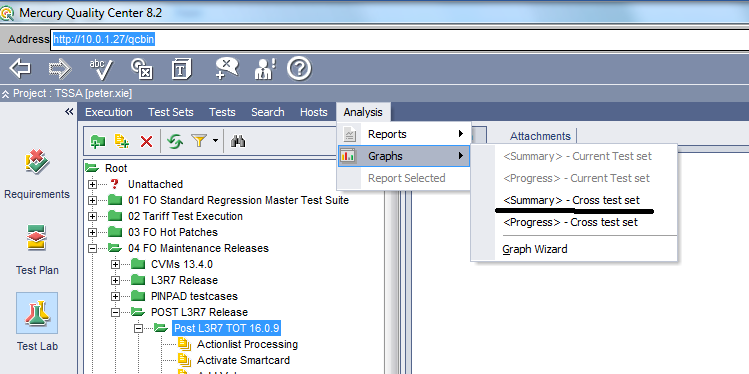 Mercury Quality Center 8.2
Address http://10.0.1.27/qcbin
Project : TSSA [peter.xie]
Execution Test Sets Tests Search Hosts Analysis
Reports
Graphs
Report Selected
Attachments
<Summary> - Current Test set
<Progress> - Current Test set
<Summary> - Cross test set
<Progress> - Cross test set
Graph Wizard
Requirements
Test Plan
Test Lab
Root
Unattached
01 FO Standard Regression Master Test Suite
02 Tariff Test Execution
03 FO Hot Patches
04 FO Maintenance Releases
CVMs 13.4.0
L3R7 Release
PINPAD testcases
POST L3R7 Release
Post L3R7 TOT 16.0.9
Actionlist Processing
Activate Smartcard